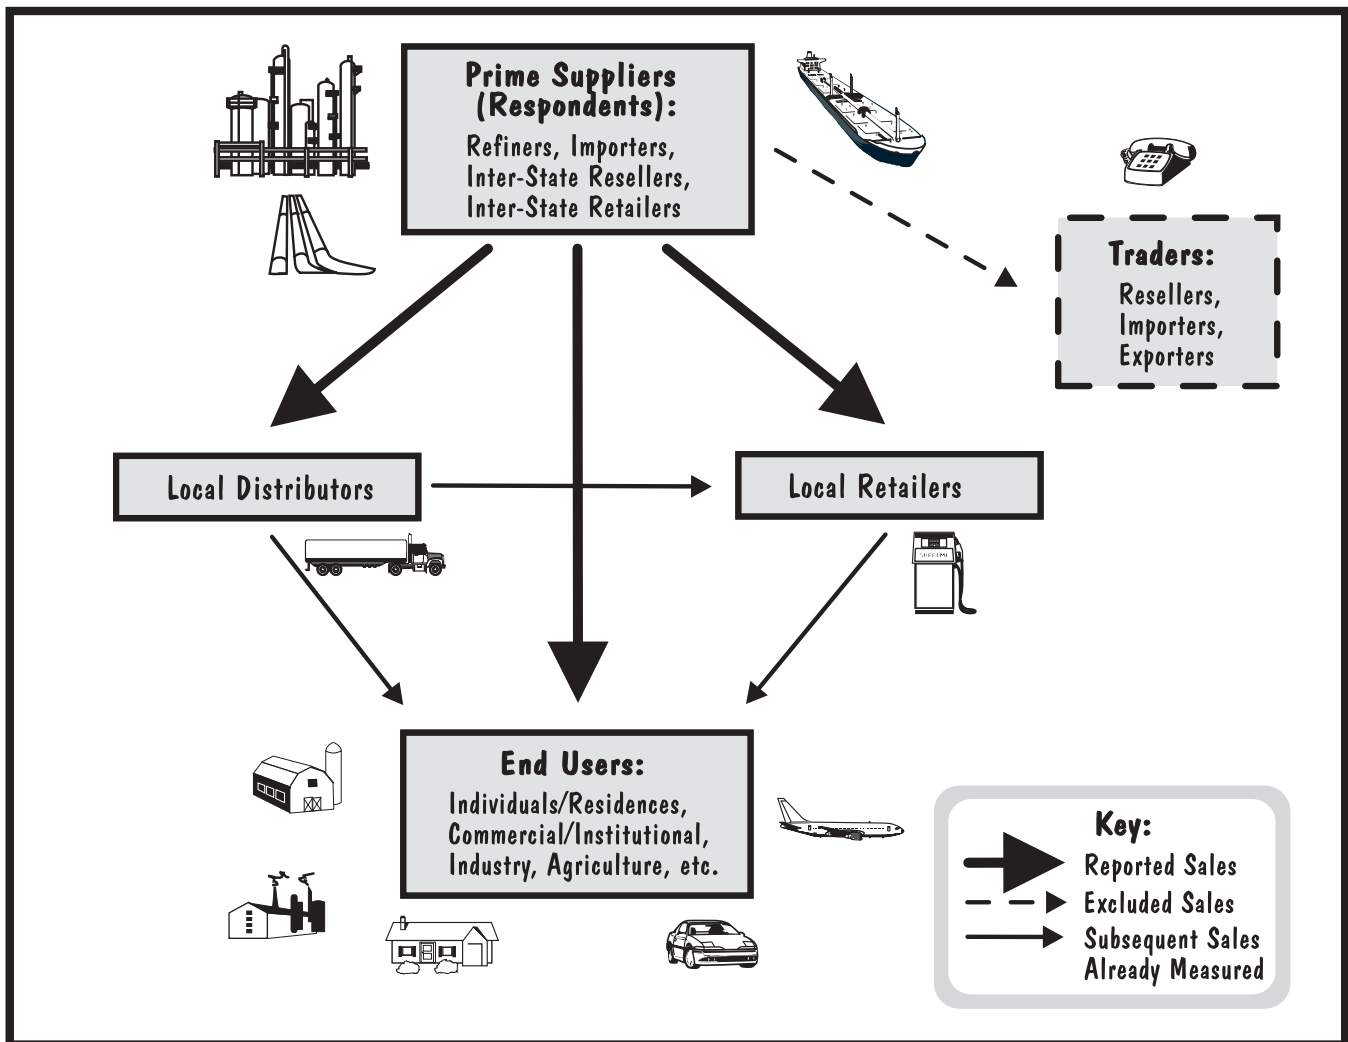 Prime Suppliers
(Respondents):
Refiners, Importers,
Inter-State Resellers,
Inter-State Retailers
Traders:
Resellers,
Importers,
Exporters
Local Distributors
Local Retailers
End Users:
Individuals/Residences,
Commercial/Institutional,
Industry, Agriculture, etc.
Key:
Reported Sales
Excluded Sales
Subsequent Sales
Already Measured